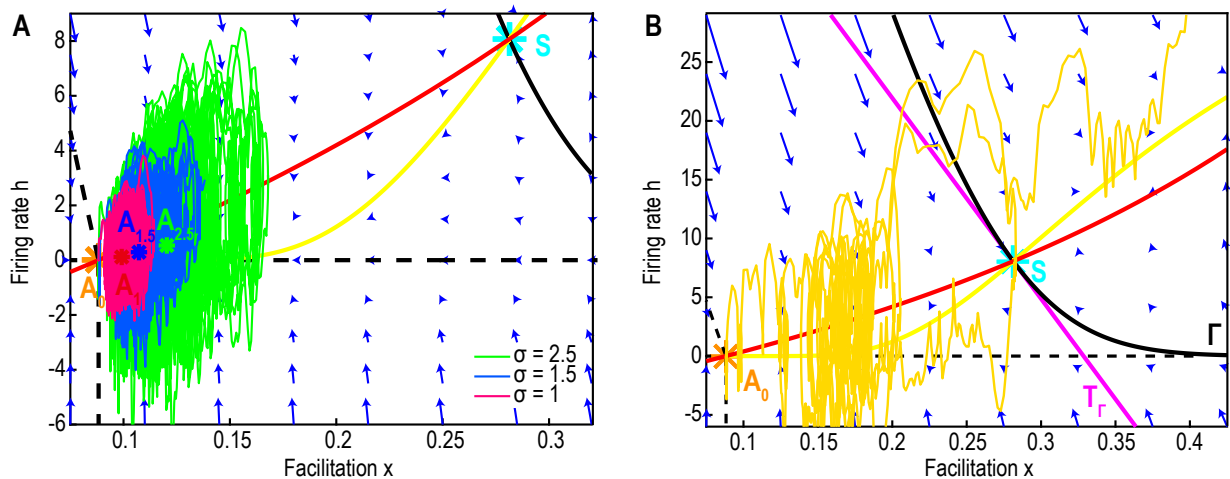 A
Firing rate h
8
6
4
2
0
-2
-4
-6
S
A₀
A₁
A₁.₅
A₂.₅
σ = 2.5
σ = 1.5
σ = 1
0.1
0.15
0.2
0.25
0.3
Facilitation x
B
Firing rate h
25
20
15
10
5
0
-5
S
A₀
Γ
T_Γ
0.1
0.15
0.2
0.25
0.3
0.35
0.4
Facilitation x